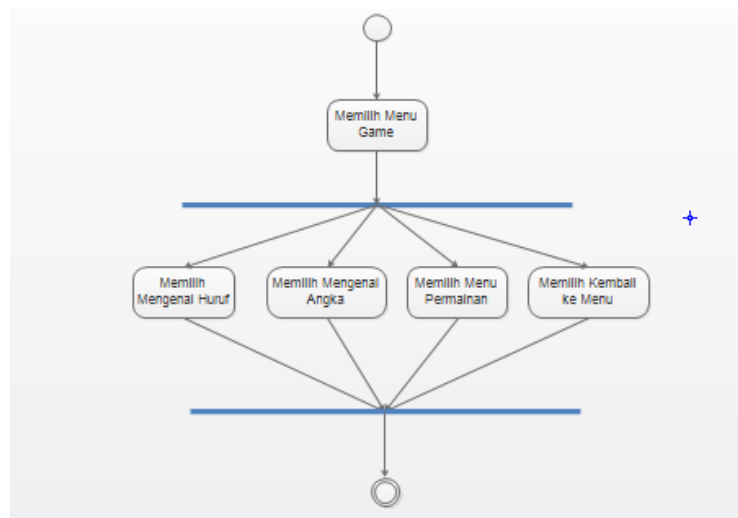 Memilih Menu
Game
Memilih
Mengenal Huruf
Memilih Mengenal
Angka
Memilih Menu
Permainan
Memilih Kembali
ke Menu